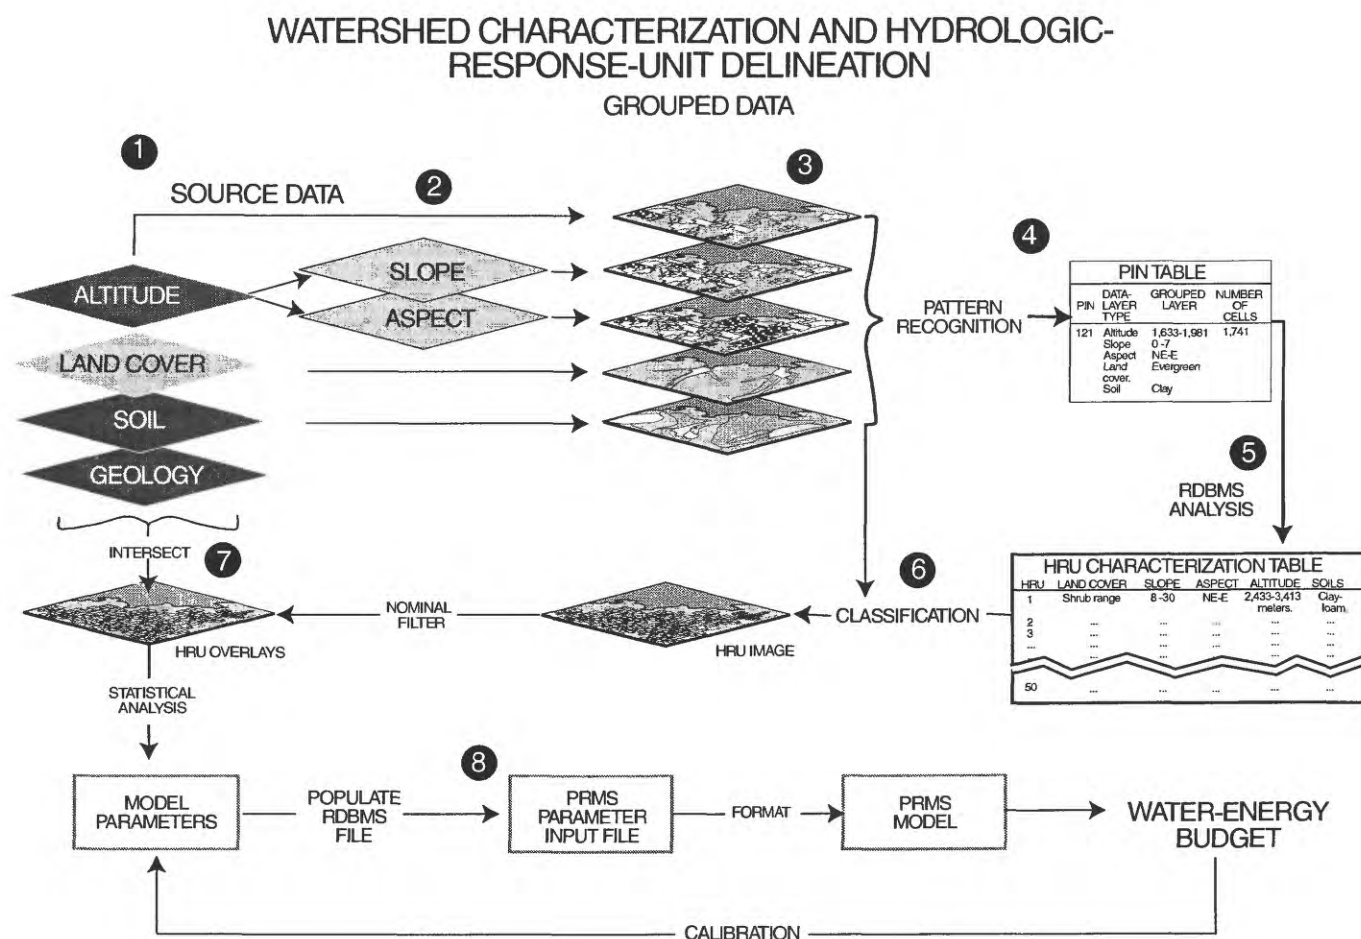 WATERSHED CHARACTERIZATION AND HYDROLOGIC-
RESPONSE-UNIT DELINEATION
GROUPED DATA
1
SOURCE DATA
2
3
ALTITUDE
SLOPE
ASPECT
LAND COVER
SOIL
GEOLOGY
PATTERN
RECOGNITION
4
PIN TABLE
PIN DATA-LAYER TYPE GROUPED LAYER NUMBER OF CELLS
121 Altitude 1,633-1,981 1,741
Slope 0 -7
Aspect NE-E
Land Evergreen
cover.
Soil Clay
5
RDBMS
ANALYSIS
HRU CHARACTERIZATION TABLE
HRU LAND COVER SLOPE ASPECT ALTITUDE SOILS
1 Shrub range 8 -30 NE-E 2,433-3,413 Clay-
meters. loam.
2 ... ... ... ... ...
3 ... ... ... ... ...
... ... ... ... ... ...
50 ... ... ... ... ...
6
CLASSIFICATION
HRU IMAGE
NOMINAL
FILTER
INTERSECT
7
HRU OVERLAYS
STATISTICAL
ANALYSIS
MODEL
PARAMETERS
POPULATE
RDBMS
FILE
8
PRMS
PARAMETER
INPUT FILE
FORMAT
PRMS
MODEL
WATER-ENERGY
BUDGET
CALIBRATION